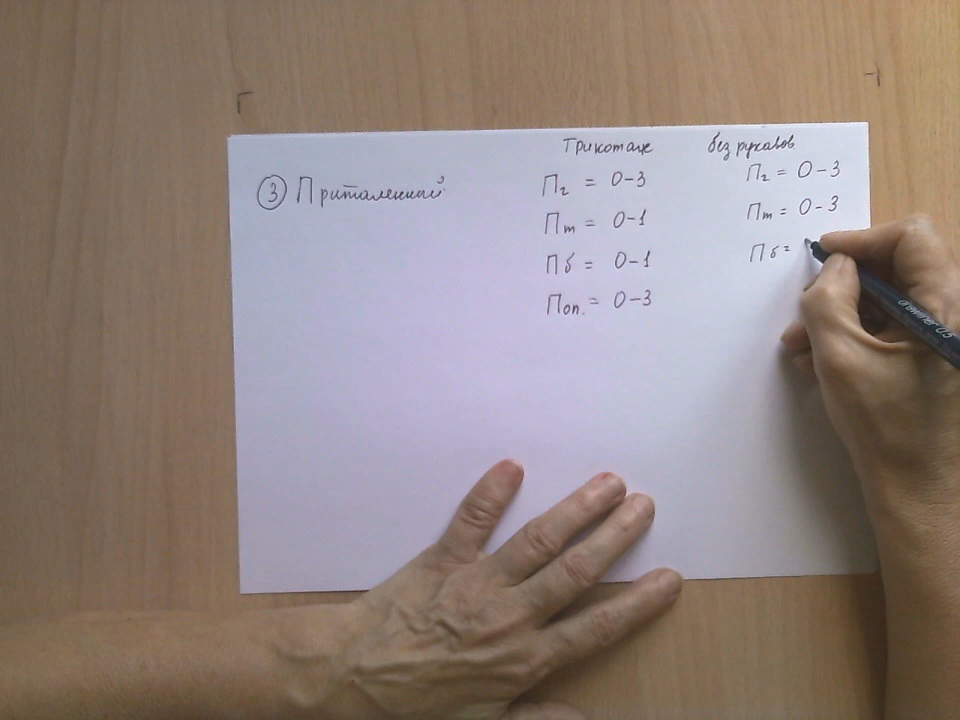 Трикотаж без рукавов
③ Приталенный
Пг = 0-3 Пг = 0-3
Пт = 0-1 Пт = 0-3
Пб = 0-1 Пб =
Поп. = 0-3